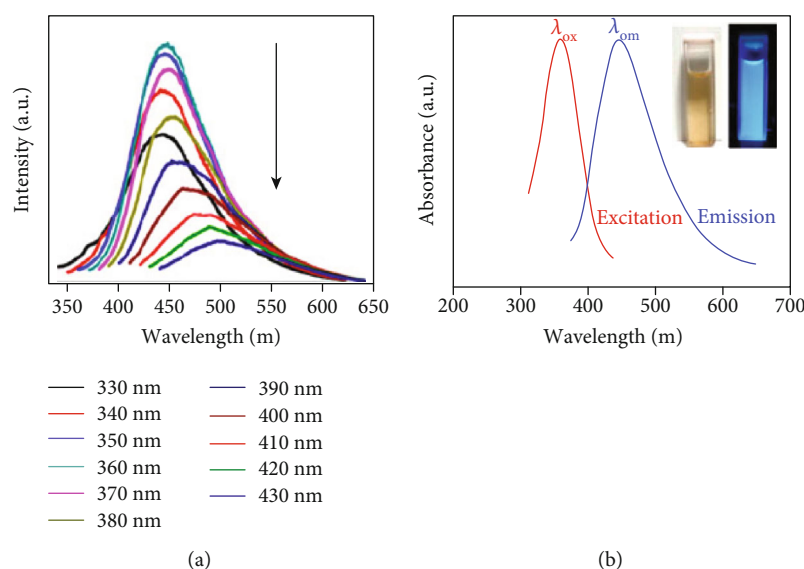 Intensity (a.u.)
350 400 450 500 550 600 650
Wavelength (m)
330 nm
340 nm
350 nm
360 nm
370 nm
380 nm
390 nm
400 nm
410 nm
420 nm
430 nm
(a)
λox λom
Absorbance (a.u.)
Excitation Emission
200 300 400 500 600 700
Wavelength (m)
(b)